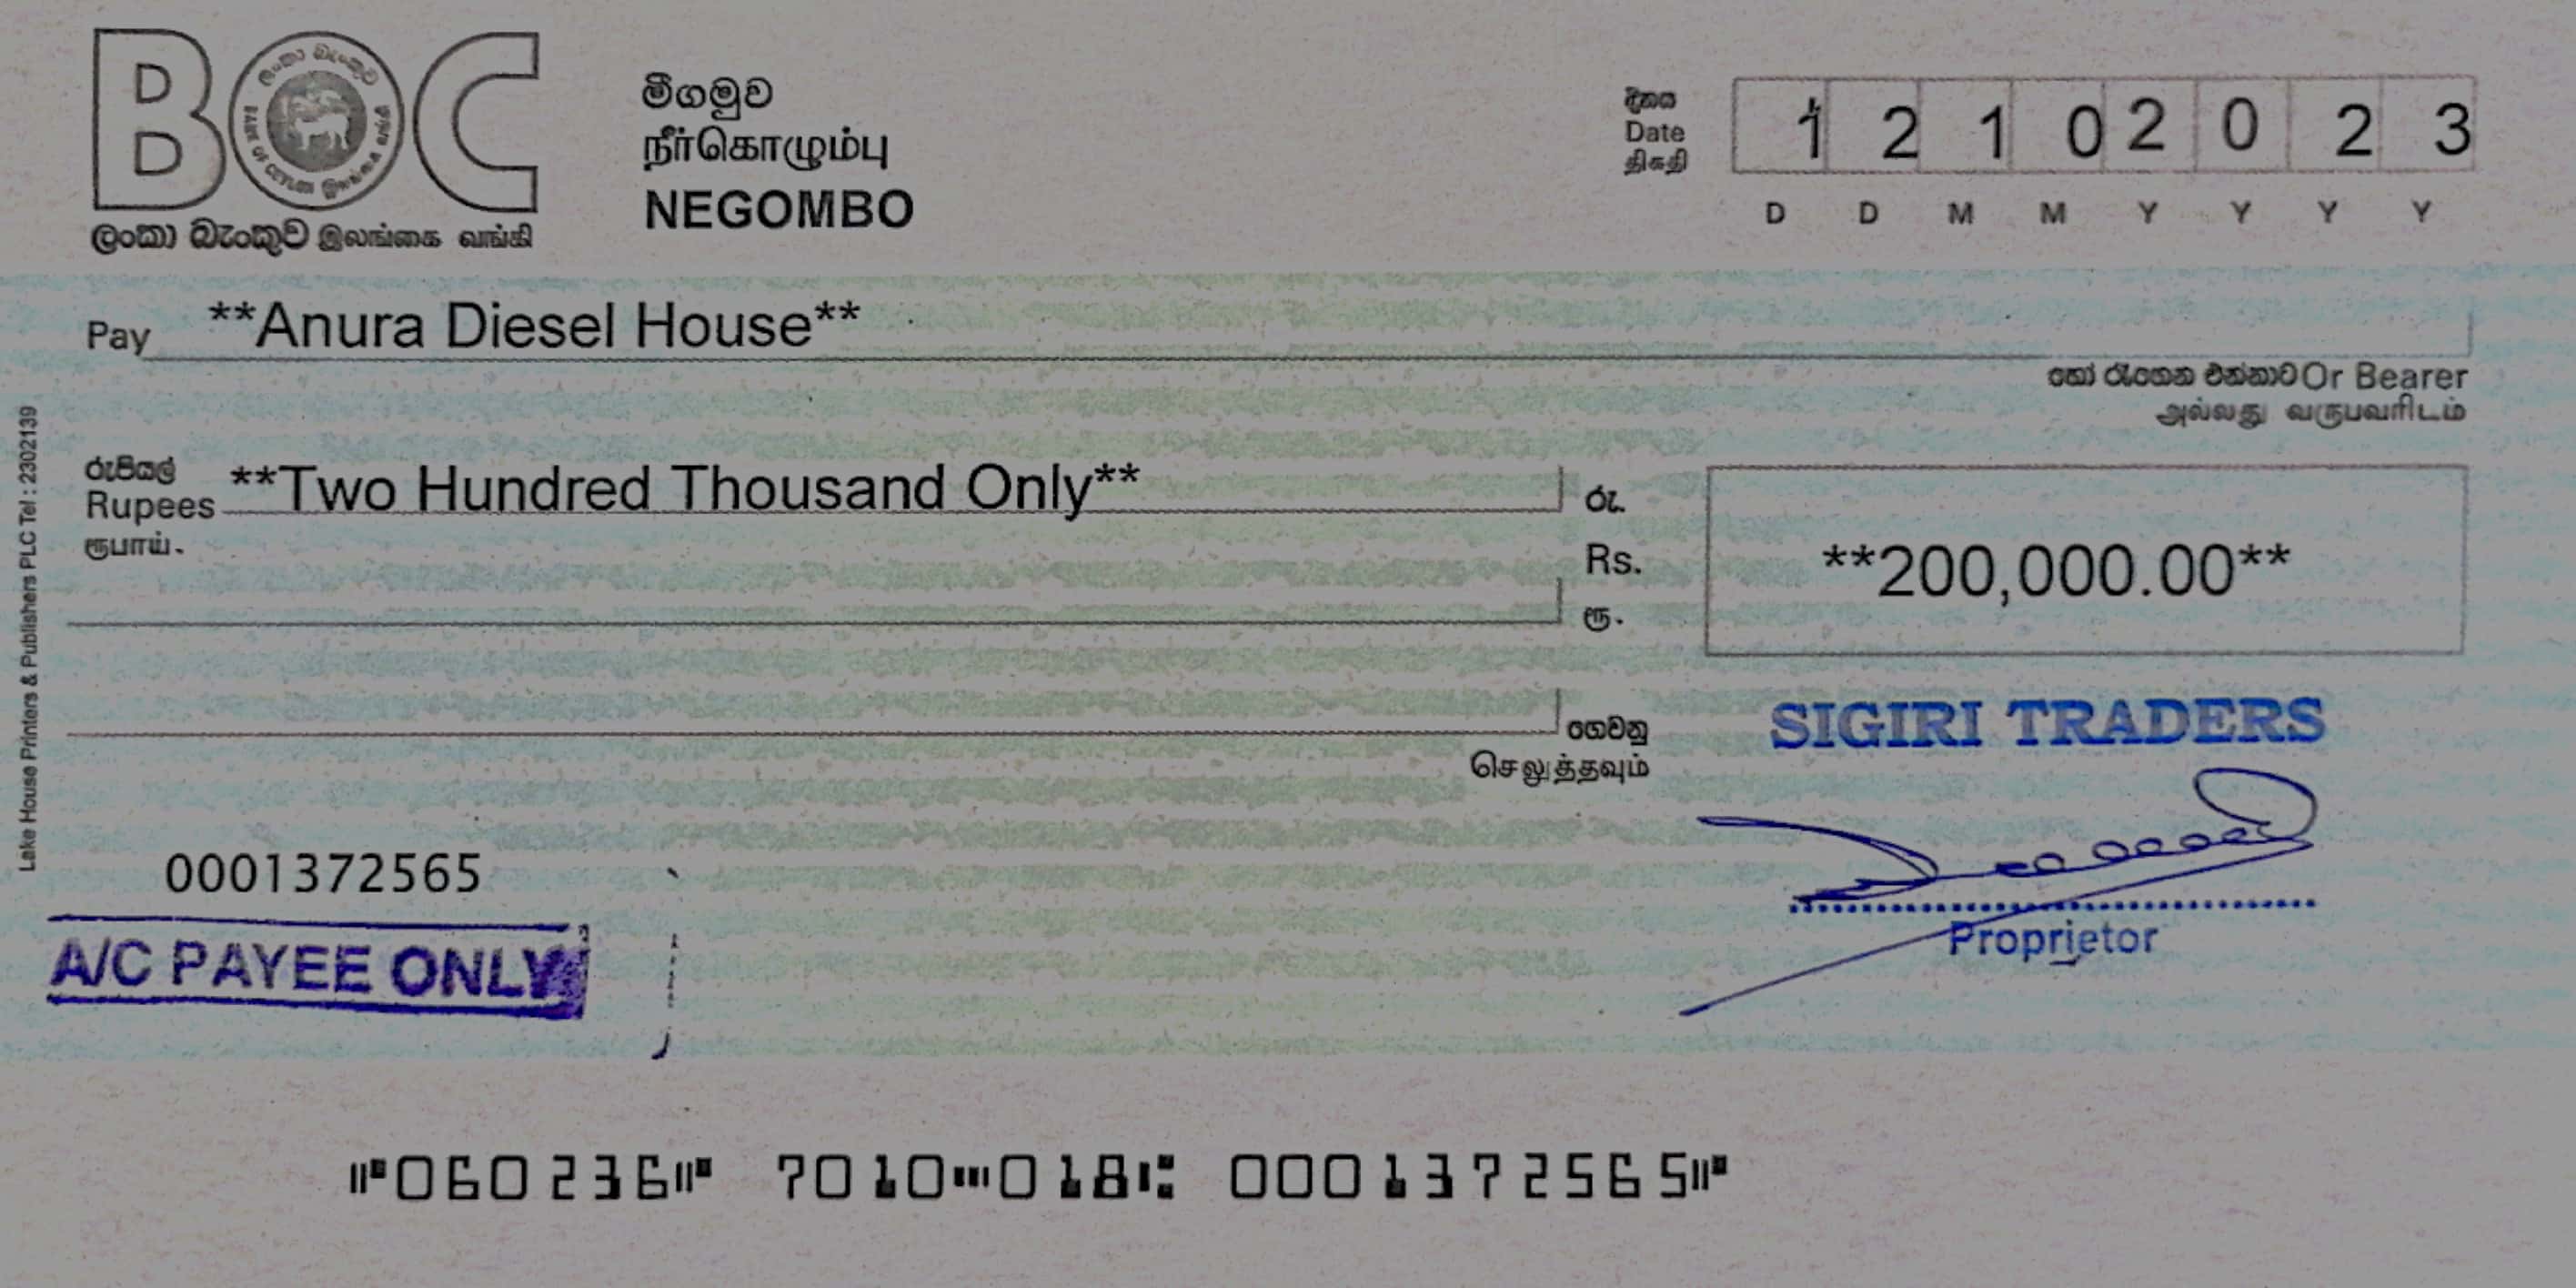 BOC
ලංකා බැංකුව இலங்கை வங்கி
BANK OF CEYLON
මීගමුව
நீர்கொழும்பு
NEGOMBO
දිනය
Date
திகதி
1 2 1 0 2 0 2 3
D D M M Y Y Y Y
Pay **Anura Diesel House**
හෝ රැගෙන එන්නාට Or Bearer
அல்லது வருபவரிடம்
රුපියල්
Rupees **Two Hundred Thousand Only**
ரூபாய்.
රු.
Rs. **200,000.00**
ரூ.
ගෙවනු
செலுத்தவும்
SIGIRI TRADERS
Proprietor
0001372565
A/C PAYEE ONLY
Lake House Printers & Publishers PLC Tel : 2302139
⑈060236⑈ 7010⑉018⑆ 0001372565⑈